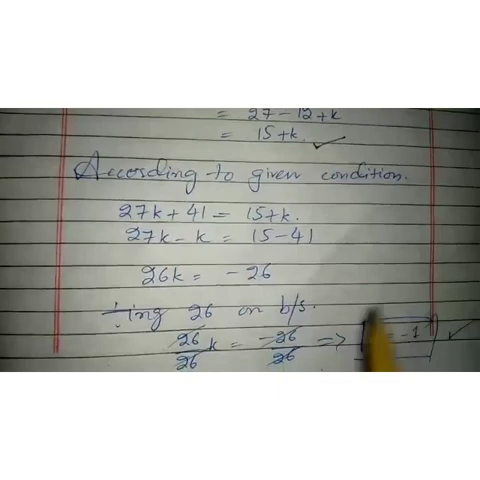 = 27 - 12 + k
= 15 + k. ✓
According to given condition.
27k + 41 = 15 + k.
27k - k = 15 - 41
26k = - 26
÷ing 26 on b/s.
26/26 k = -26/26 => -1 ✓